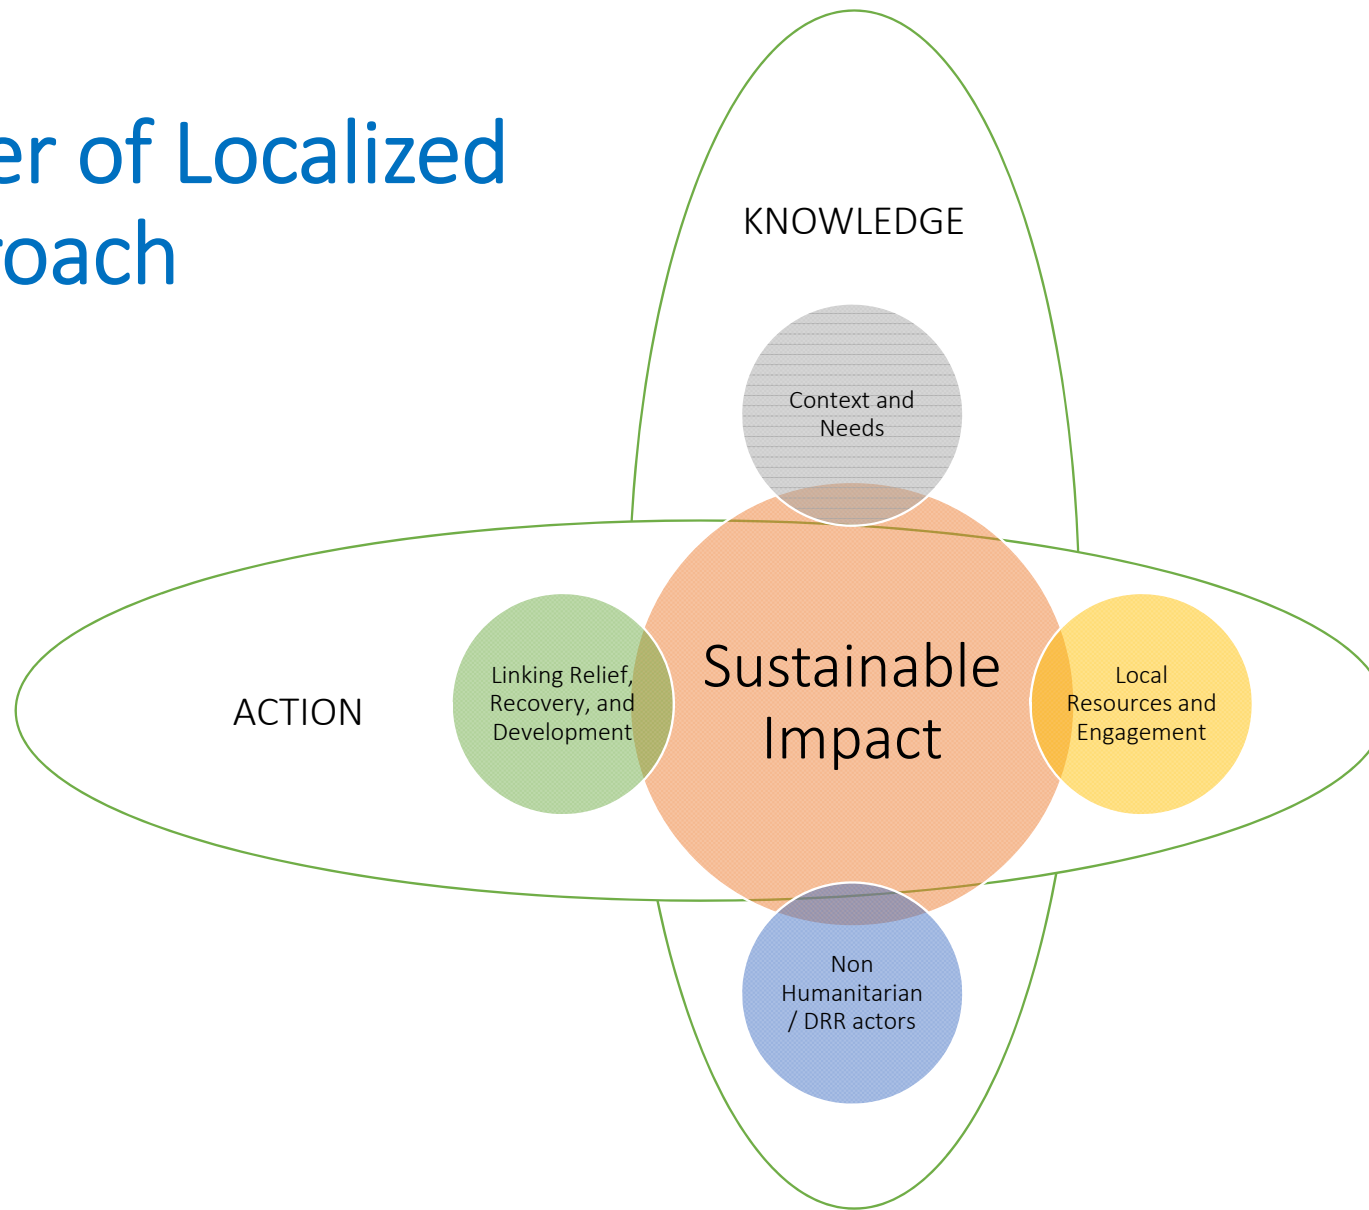 er of Localized
roach
KNOWLEDGE
Context and
Needs
ACTION
Linking Relief,
Recovery, and
Development
Sustainable
Impact
Local
Resources and
Engagement
Non
Humanitarian
/ DRR actors